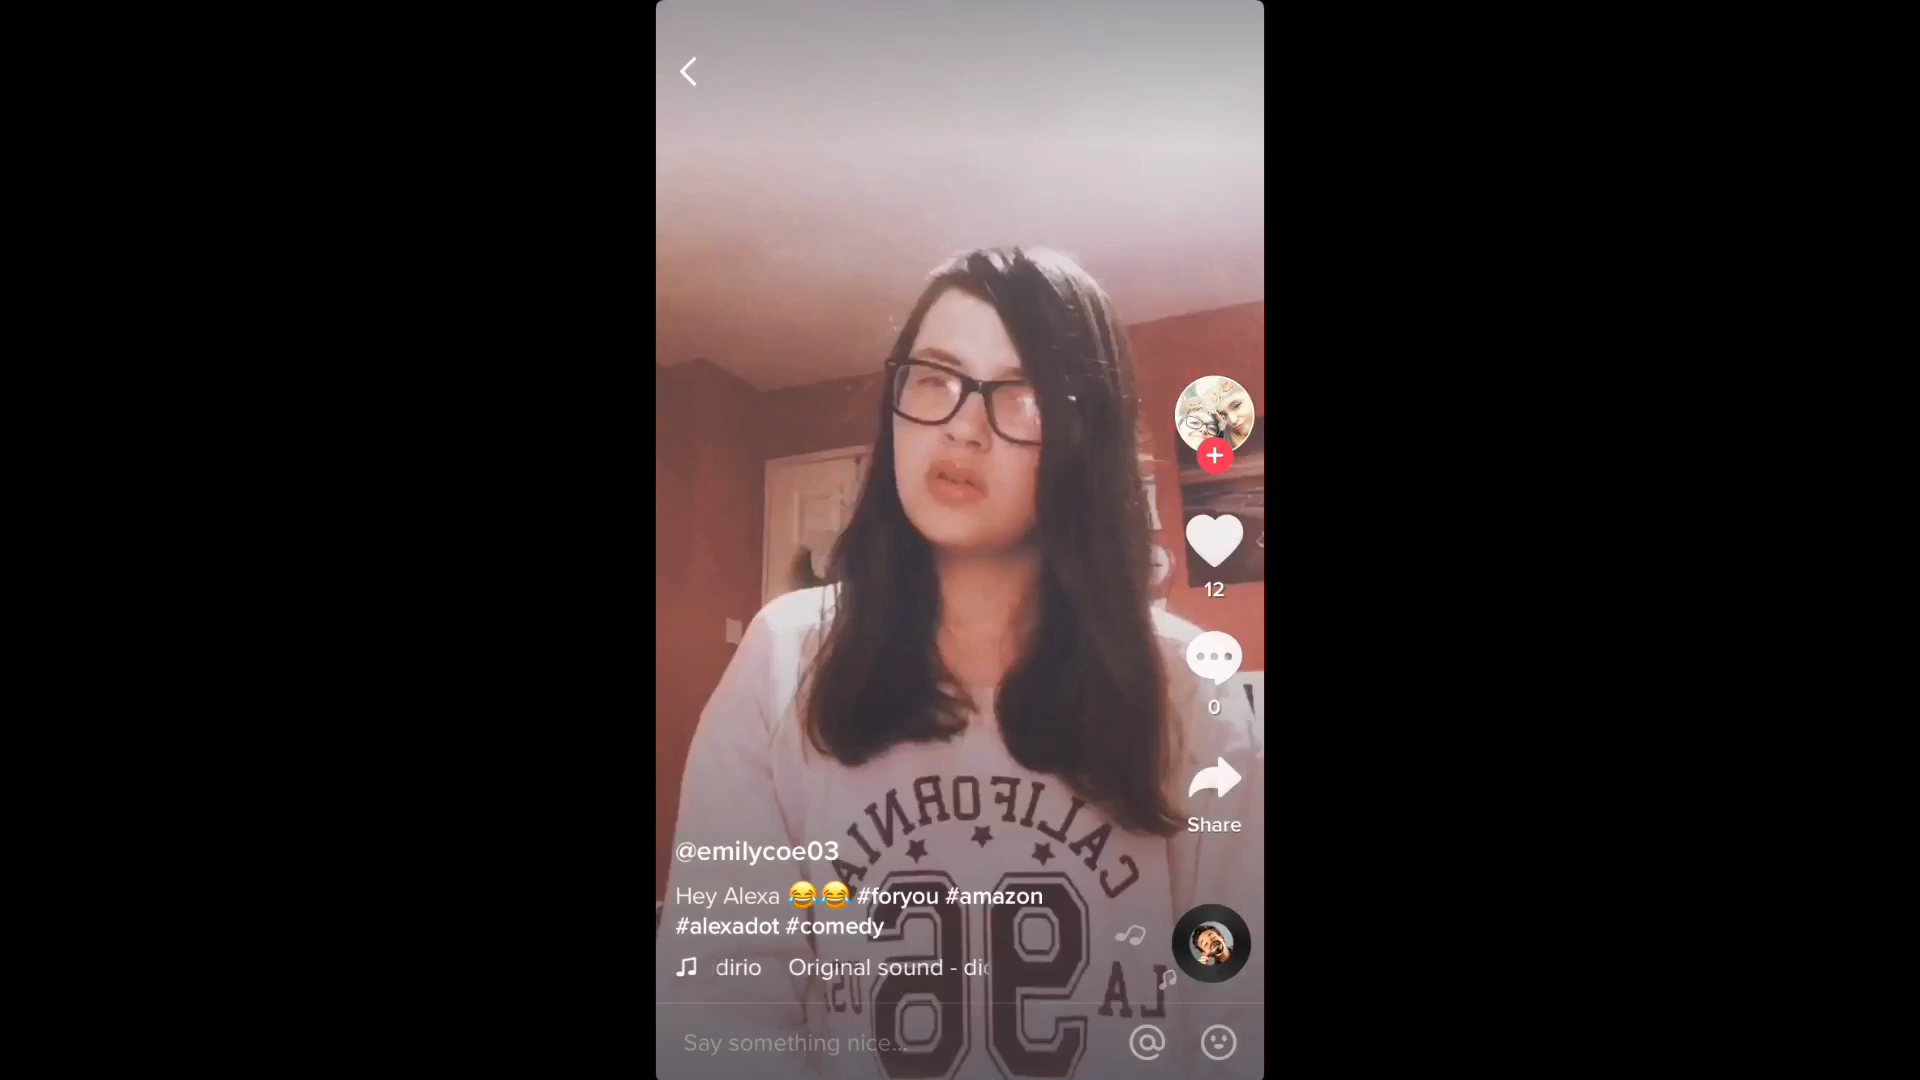 12
0
Share
CALIFORNIA
@emilycoe03
Hey Alexa 😂😂 #foryou #amazon
#alexadot #comedy
dirio Original sound - di
96
LA
Say something nice...